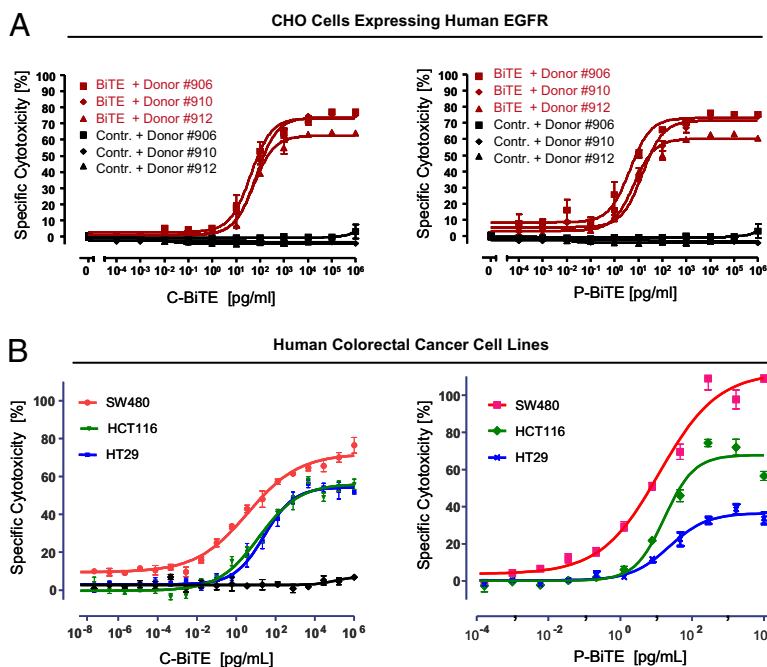 A
CHO Cells Expressing Human EGFR
Specific Cytotoxicity [%]
100
90
80
70
60
50
40
30
20
10
0
BiTE + Donor #906
BiTE + Donor #910
BiTE + Donor #912
Contr. + Donor #906
Contr. + Donor #910
Contr. + Donor #912
0 10-4 10-3 10-2 10-1 100 101 102 103 104 105 106
C-BiTE [pg/ml]
Specific Cytotoxicity [%]
100
90
80
70
60
50
40
30
20
10
0
BiTE + Donor #906
BiTE + Donor #910
BiTE + Donor #912
Contr. + Donor #906
Contr. + Donor #910
Contr. + Donor #912
0 10-4 10-3 10-2 10-1 100 101 102 103 104 105 106
P-BiTE [pg/ml]
B
Human Colorectal Cancer Cell Lines
Specific Cytotoxicity [%]
100
80
60
40
20
0
SW480
HCT116
HT29
10-8 10-6 10-4 10-2 100 102 104 106
C-BiTE [pg/mL]
Specific Cytotoxicity [%]
100
80
60
40
20
0
SW480
HCT116
HT29
10-4 10-2 100 102
P-BiTE [pg/mL]